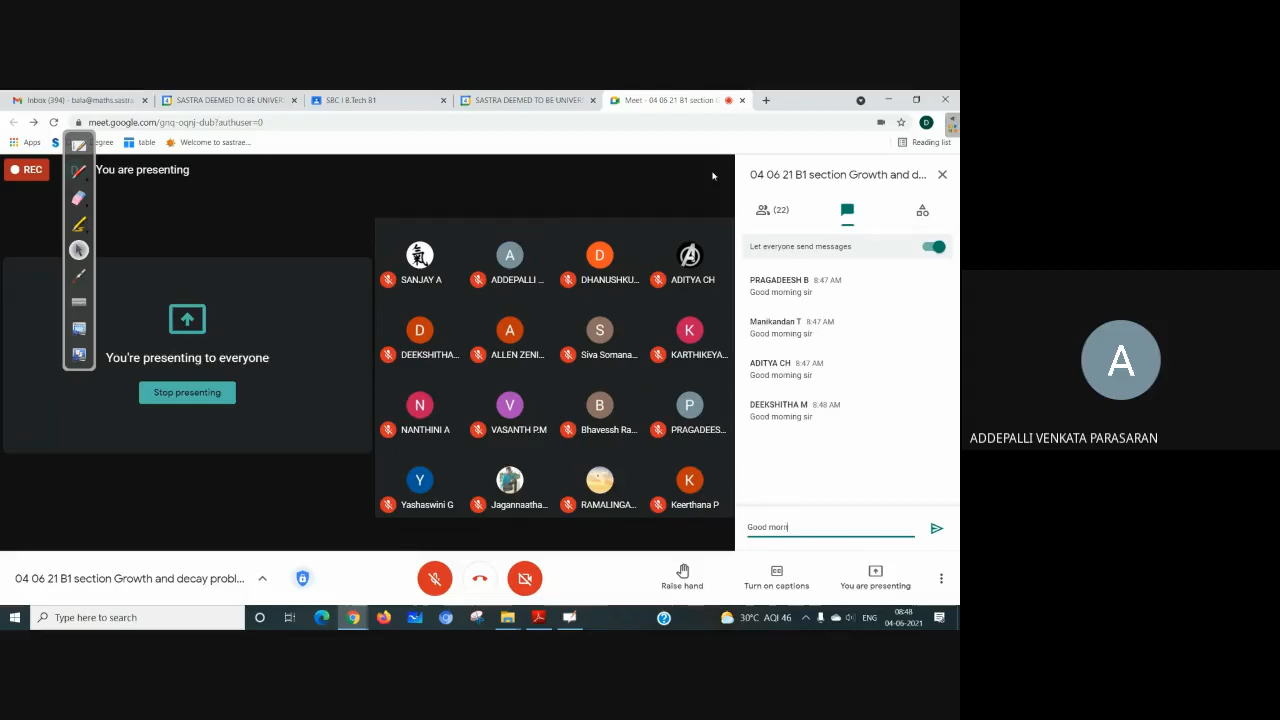 Inbox (394) - bala@maths.sastra
SASTRA DEEMED TO BE UNIVER
SBC I B.Tech B1
SASTRA DEEMED TO BE UNIVER
Meet - 04 06 21 B1 section G
meet.google.com/gnq-oqnj-dub?authuser=0
D
Apps
S
egree
table
Welcome to sastrae...
Reading list
REC
You are presenting
04 06 21 B1 section Growth and d...
(22)
Let everyone send messages
PRAGADEESH B 8:47 AM
Good morning sir
Manikandan T 8:47 AM
Good morning sir
ADITYA CH 8:47 AM
Good morning sir
DEEKSHITHA M 8:48 AM
Good morning sir
Good morn
You're presenting to everyone
Stop presenting
A D
SANJAY A ADDEPALLI ... DHANUSHKU... ADITYA CH
D A S K
DEEKSHITHA... ALLEN ZENI... Siva Somana... KARTHIKEYA...
N V B P
NANTHINI A VASANTH P.M Bhavessh Ra... PRAGADEES...
Y K
Yashaswini G Jagannaatha... RAMALINGA... Keerthana P
A
ADDEPALLI VENKATA PARASARAN
04 06 21 B1 section Growth and decay probl...
Raise hand
Turn on captions
You are presenting
Type here to search
30°C AQI 46
ENG
08:48
04-06-2021